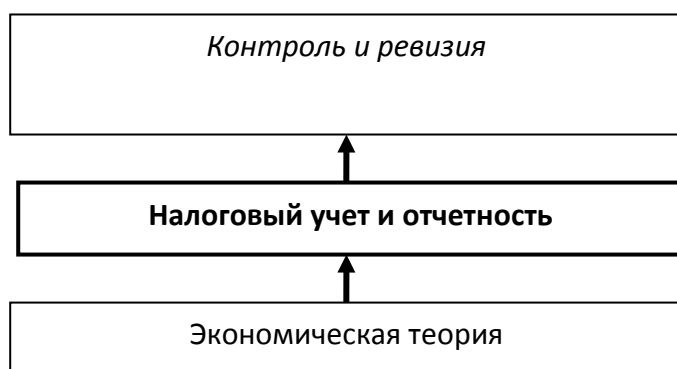 Контроль и ревизия
Налоговый учет и отчетность
Экономическая теория